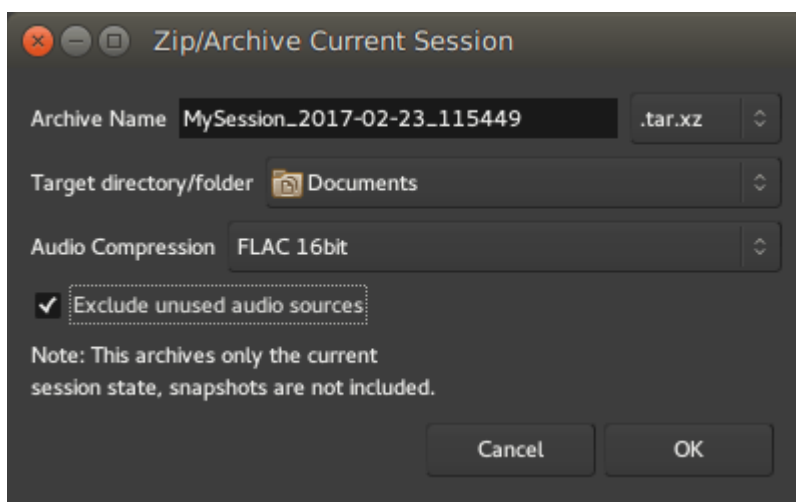 Zip/Archive Current Session
Archive Name MySession_2017-02-23_115449 .tar.xz
Target directory/folder Documents
Audio Compression FLAC 16bit
Exclude unused audio sources
Note: This archives only the current
session state, snapshots are not included.
Cancel OK